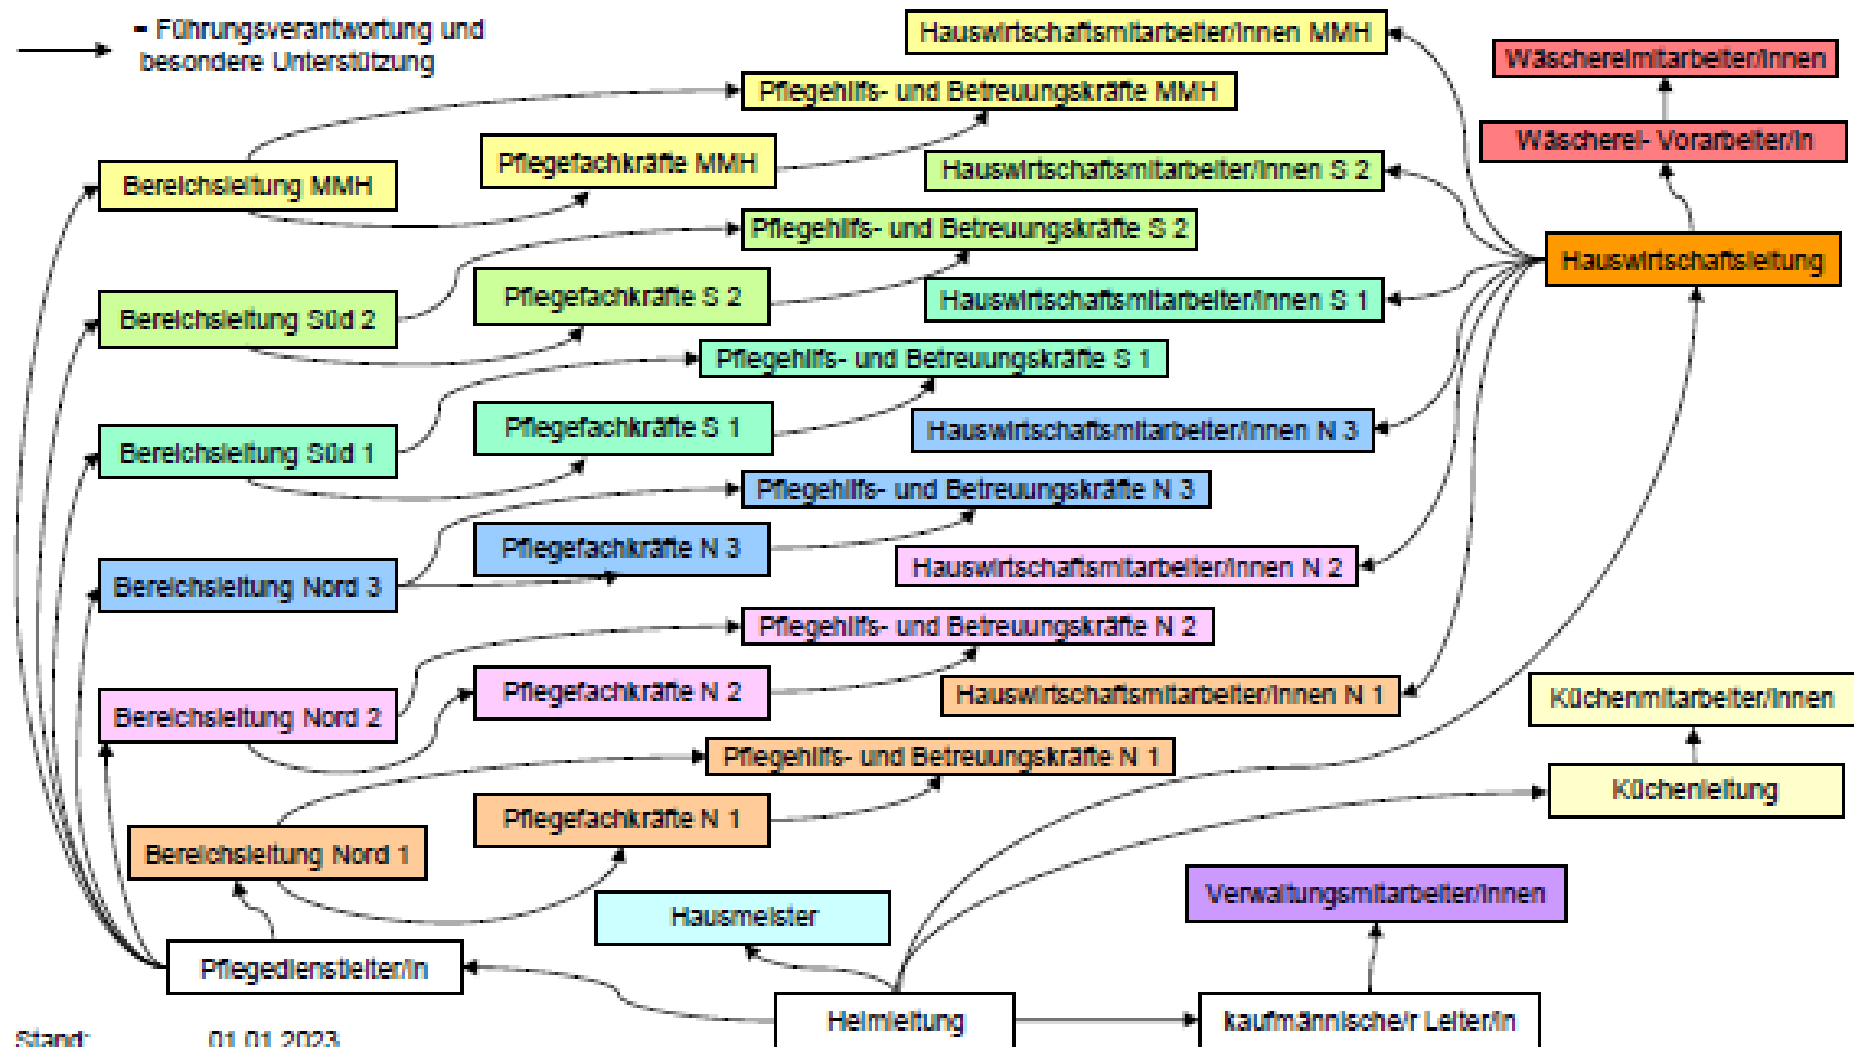 = Führungsverantwortung und
besondere Unterstützung
Hauswirtschaftsmitarbeiter/innen MMH
Wäschereimitarbeiter/innen
Pflegehilfs- und Betreuungskräfte MMH
Wäscherei- Vorarbeiter/in
Pflegefachkräfte MMH
Hauswirtschaftsmitarbeiter/innen S 2
Bereichsleitung MMH
Pflegehilfs- und Betreuungskräfte S 2
Hauswirtschaftsleitung
Pflegefachkräfte S 2
Hauswirtschaftsmitarbeiter/innen S 1
Bereichsleitung Süd 2
Pflegehilfs- und Betreuungskräfte S 1
Pflegefachkräfte S 1
Hauswirtschaftsmitarbeiter/innen N 3
Bereichsleitung Süd 1
Pflegehilfs- und Betreuungskräfte N 3
Pflegefachkräfte N 3
Hauswirtschaftsmitarbeiter/innen N 2
Bereichsleitung Nord 3
Pflegehilfs- und Betreuungskräfte N 2
Pflegefachkräfte N 2
Hauswirtschaftsmitarbeiter/innen N 1
Küchenmitarbeiter/innen
Bereichsleitung Nord 2
Pflegehilfs- und Betreuungskräfte N 1
Küchenleitung
Pflegefachkräfte N 1
Bereichsleitung Nord 1
Verwaltungsmitarbeiter/innen
Hausmeister
Pflegedienstleiter/in
Heimleitung
kaufmännische/r Leiter/in
Stand: 01.01.2023